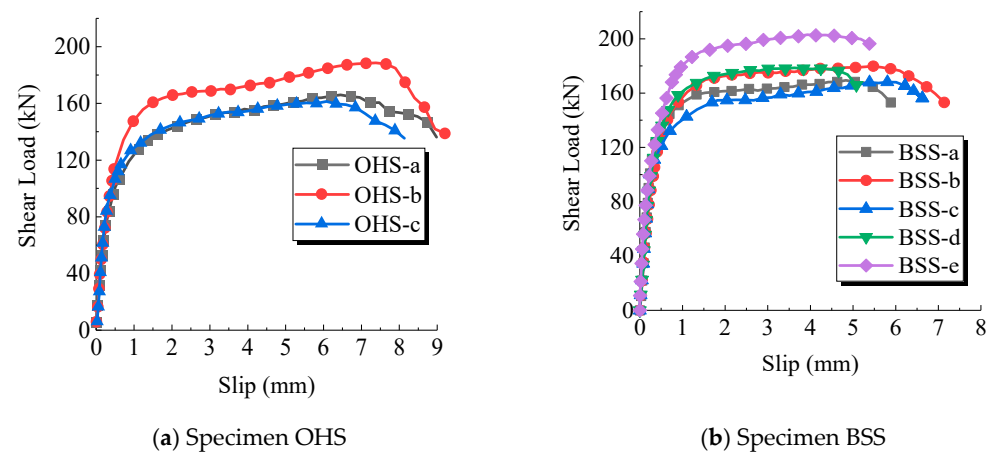 200
160
120
80
40
0
Shear Load (kN)
0 1 2 3 4 5 6 7 8 9
Slip (mm)
OHS-a
OHS-b
OHS-c
(a) Specimen OHS
200
160
120
80
40
0
Shear Load (kN)
0 1 2 3 4 5 6 7 8
Slip (mm)
BSS-a
BSS-b
BSS-c
BSS-d
BSS-e
(b) Specimen BSS